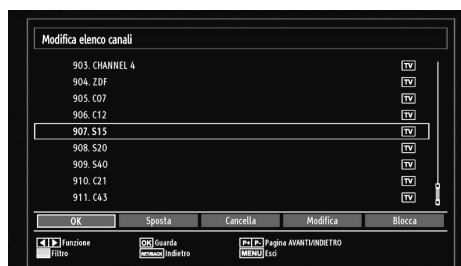 Modifica elenco canali
903. CHANNEL 4 TV
904. ZDF TV
905. C07 TV
906. C12 TV
907. S15 TV
908. S20 TV
909. S40 TV
910. C21 TV
911. C43 TV
OK Sposta Cancella Modifica Blocca
Funzione OK Guarda P+ P- Pagina AVANTI/INDIETRO
Filtro RET/BACK Indietro MENU Esci